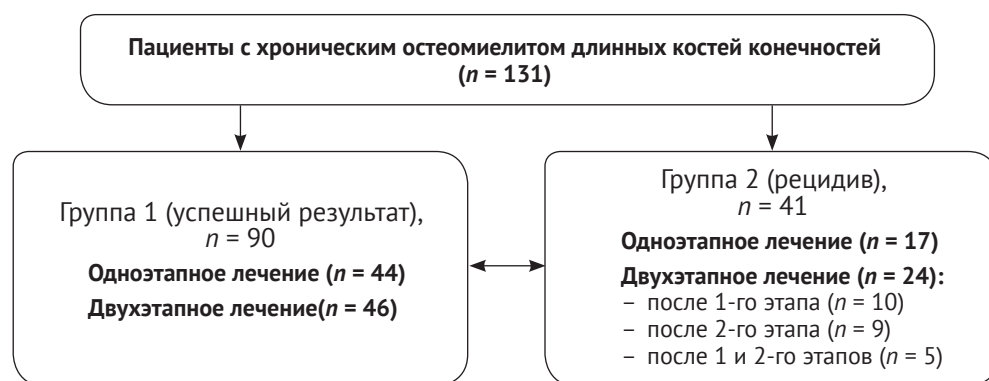 Пациенты с хроническим остеомиелитом длинных костей конечностей
(n = 131)
Группа 1 (успешный результат),
n = 90
Одноэтапное лечение (n = 44)
Двухэтапное лечение(n = 46)
Группа 2 (рецидив),
n = 41
Одноэтапное лечение (n = 17)
Двухэтапное лечение (n = 24):
– после 1-го этапа (n = 10)
– после 2-го этапа (n = 9)
– после 1 и 2-го этапов (n = 5)